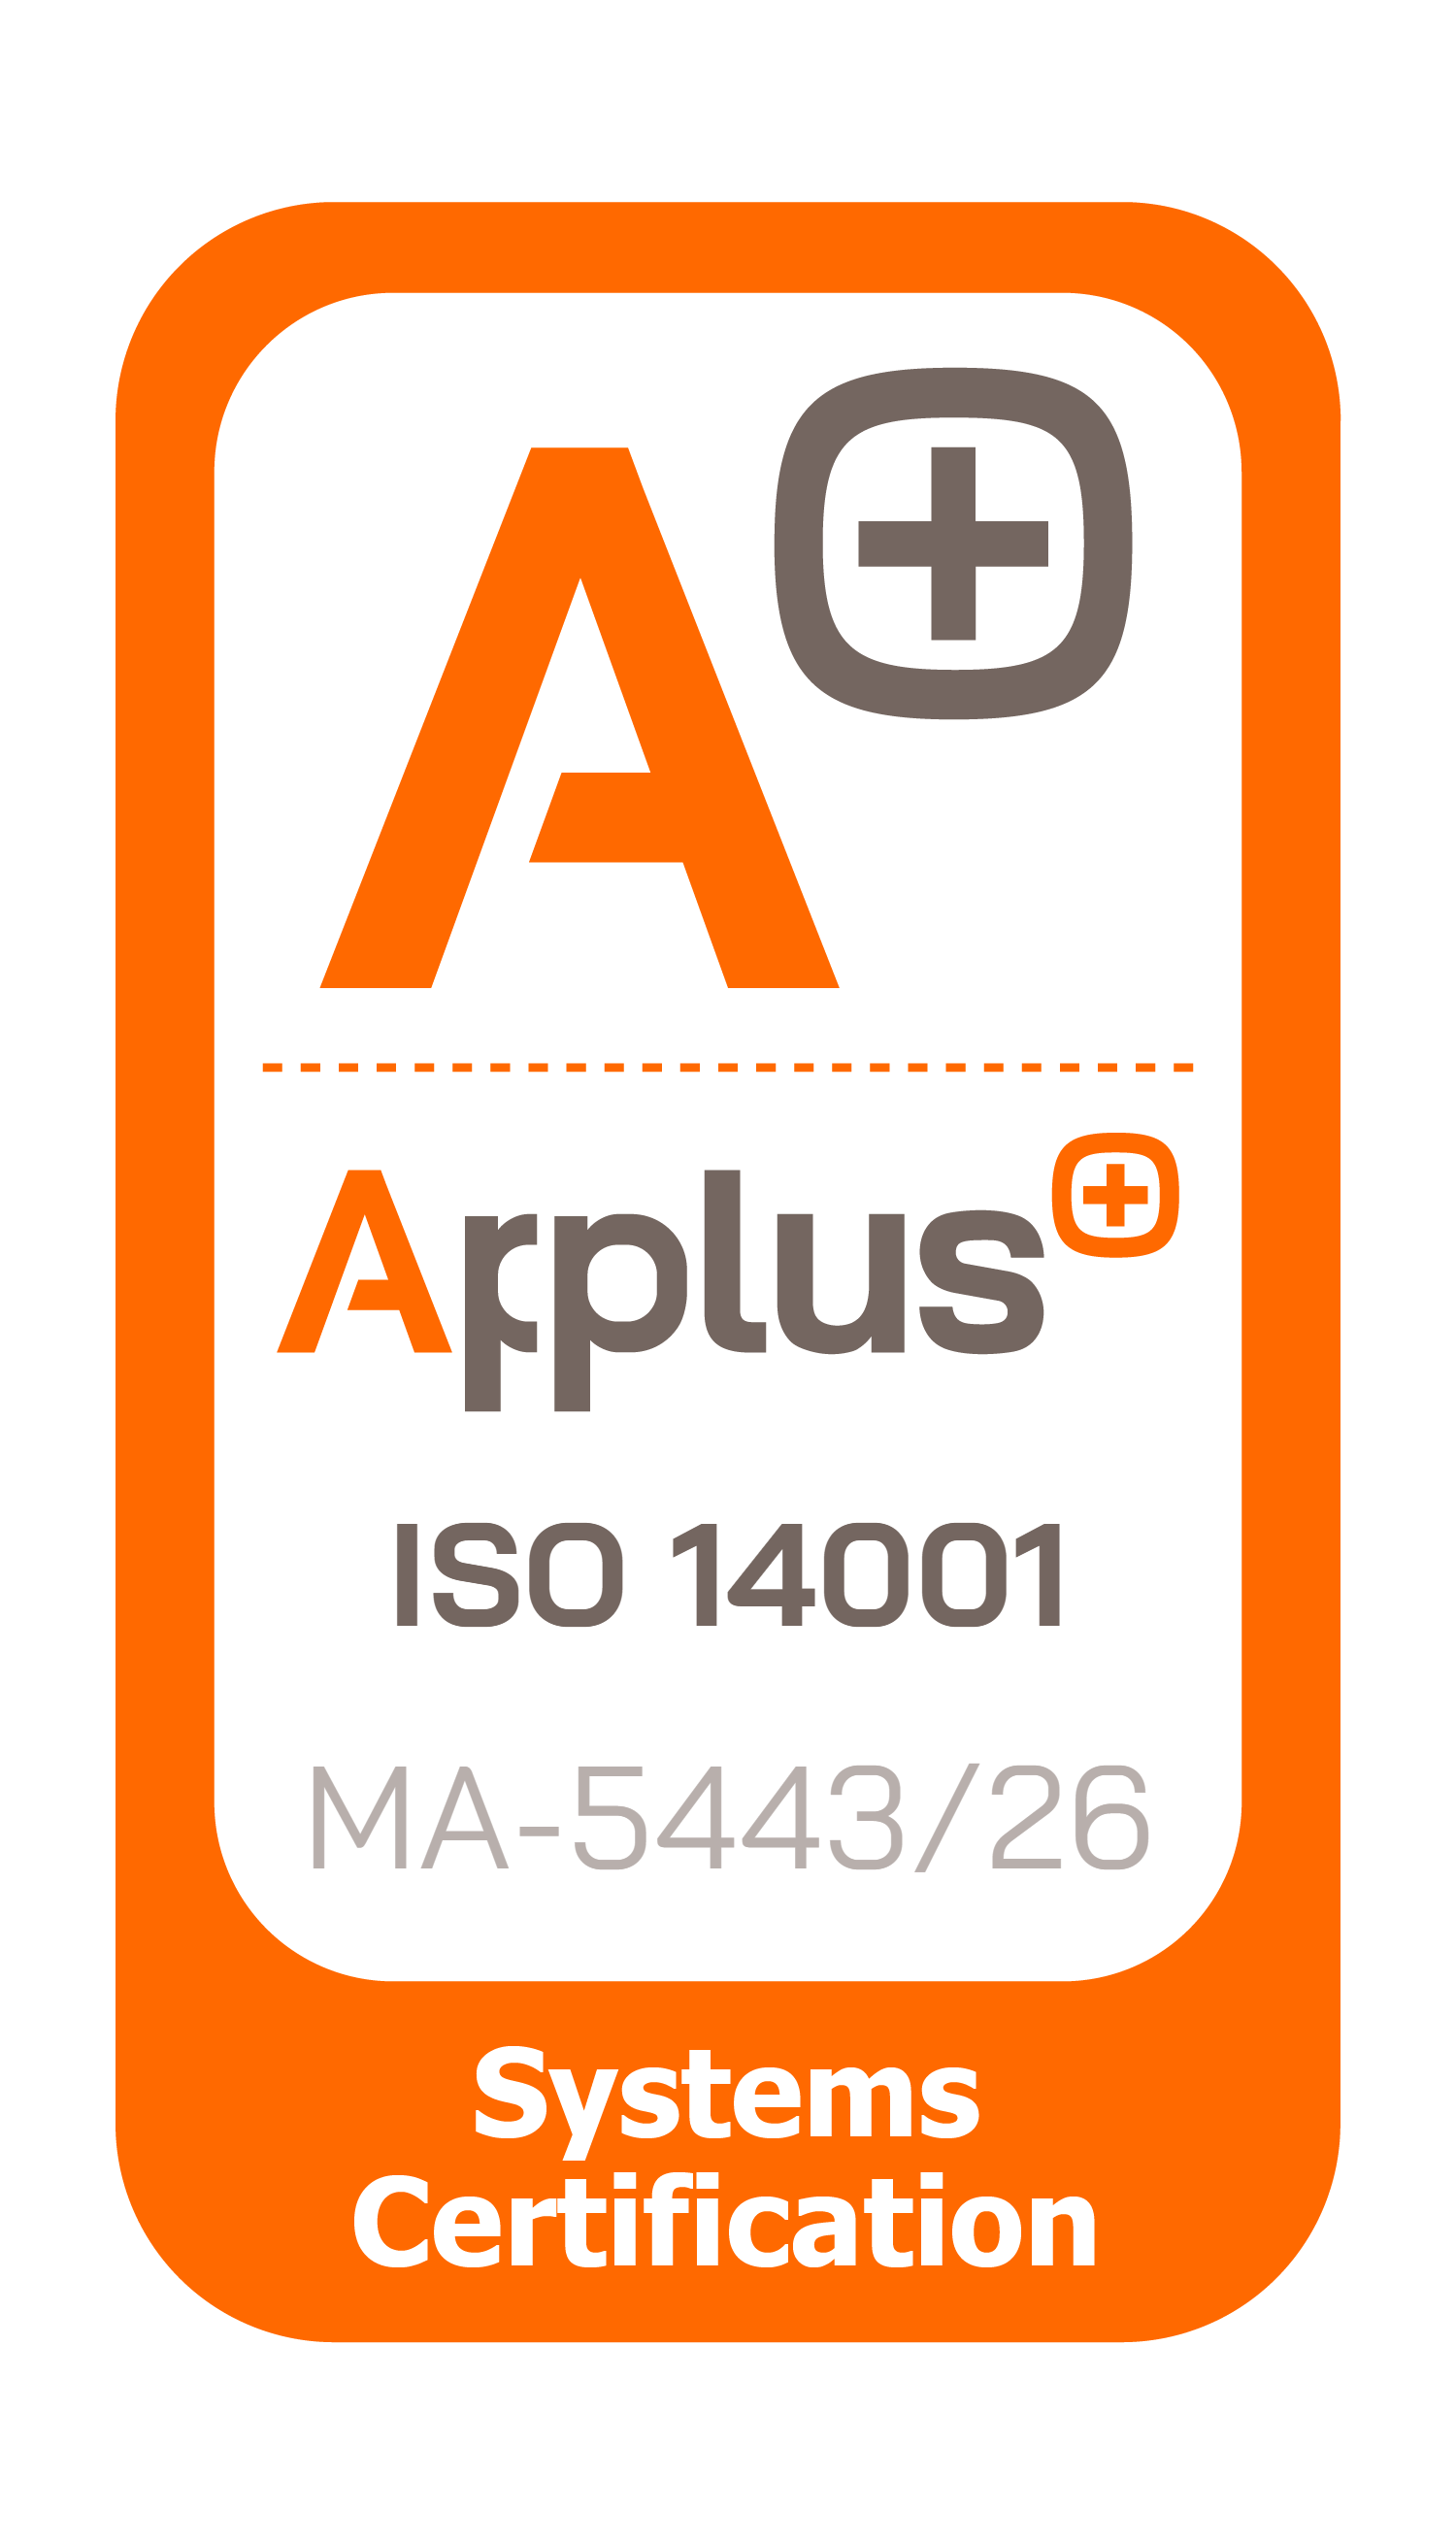 A+
Applus+
ISO 14001
MA-5443/26
Systems
Certification